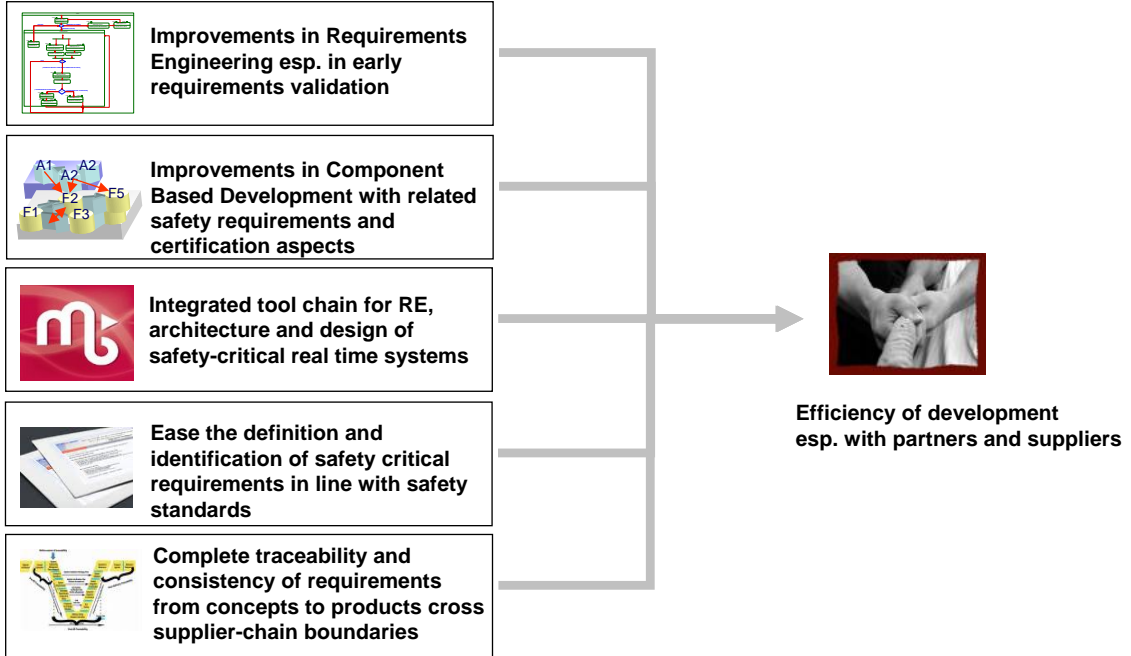 Improvements in Requirements
Engineering esp. in early
requirements validation
A1
A2
A2
F5
F2
F1
F3
Improvements in Component
Based Development with related
safety requirements and
certification aspects
Integrated tool chain for RE,
architecture and design of
safety-critical real time systems
Ease the definition and
identification of safety critical
requirements in line with safety
standards
Complete traceability and
consistency of requirements
from concepts to products cross
supplier-chain boundaries
Efficiency of development
esp. with partners and suppliers